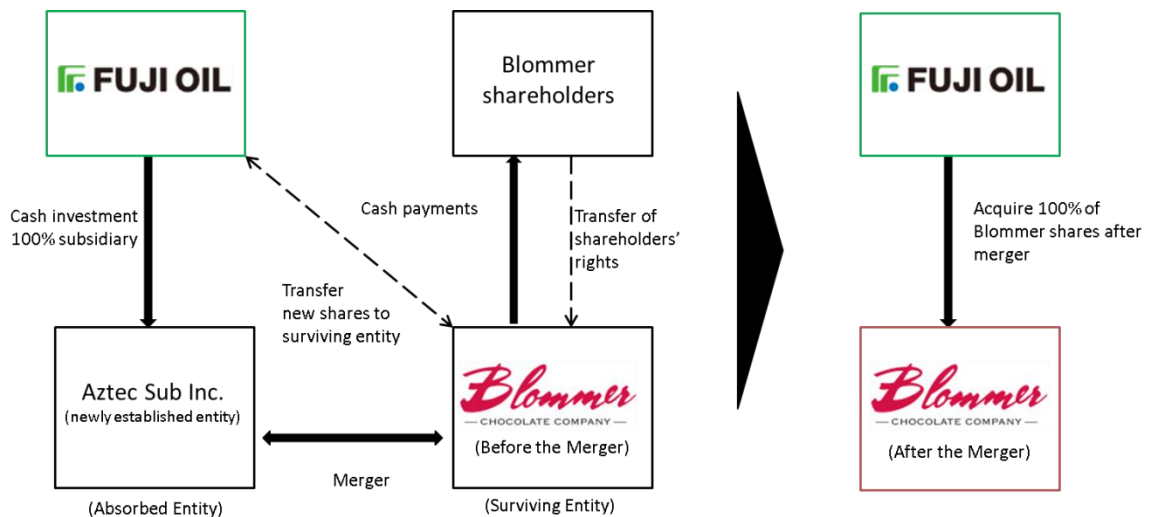 FUJI OIL
Blommer
shareholders
FUJI OIL
Cash investment
100% subsidiary
Cash payments
Transfer of
shareholders'
rights
Acquire 100% of
Blommer shares after
merger
Transfer
new shares to
surviving entity
Aztec Sub Inc.
(newly established entity)
Blommer
CHOCOLATE COMPANY
(Before the Merger)
Blommer
CHOCOLATE COMPANY
(After the Merger)
Merger
(Absorbed Entity)
(Surviving Entity)